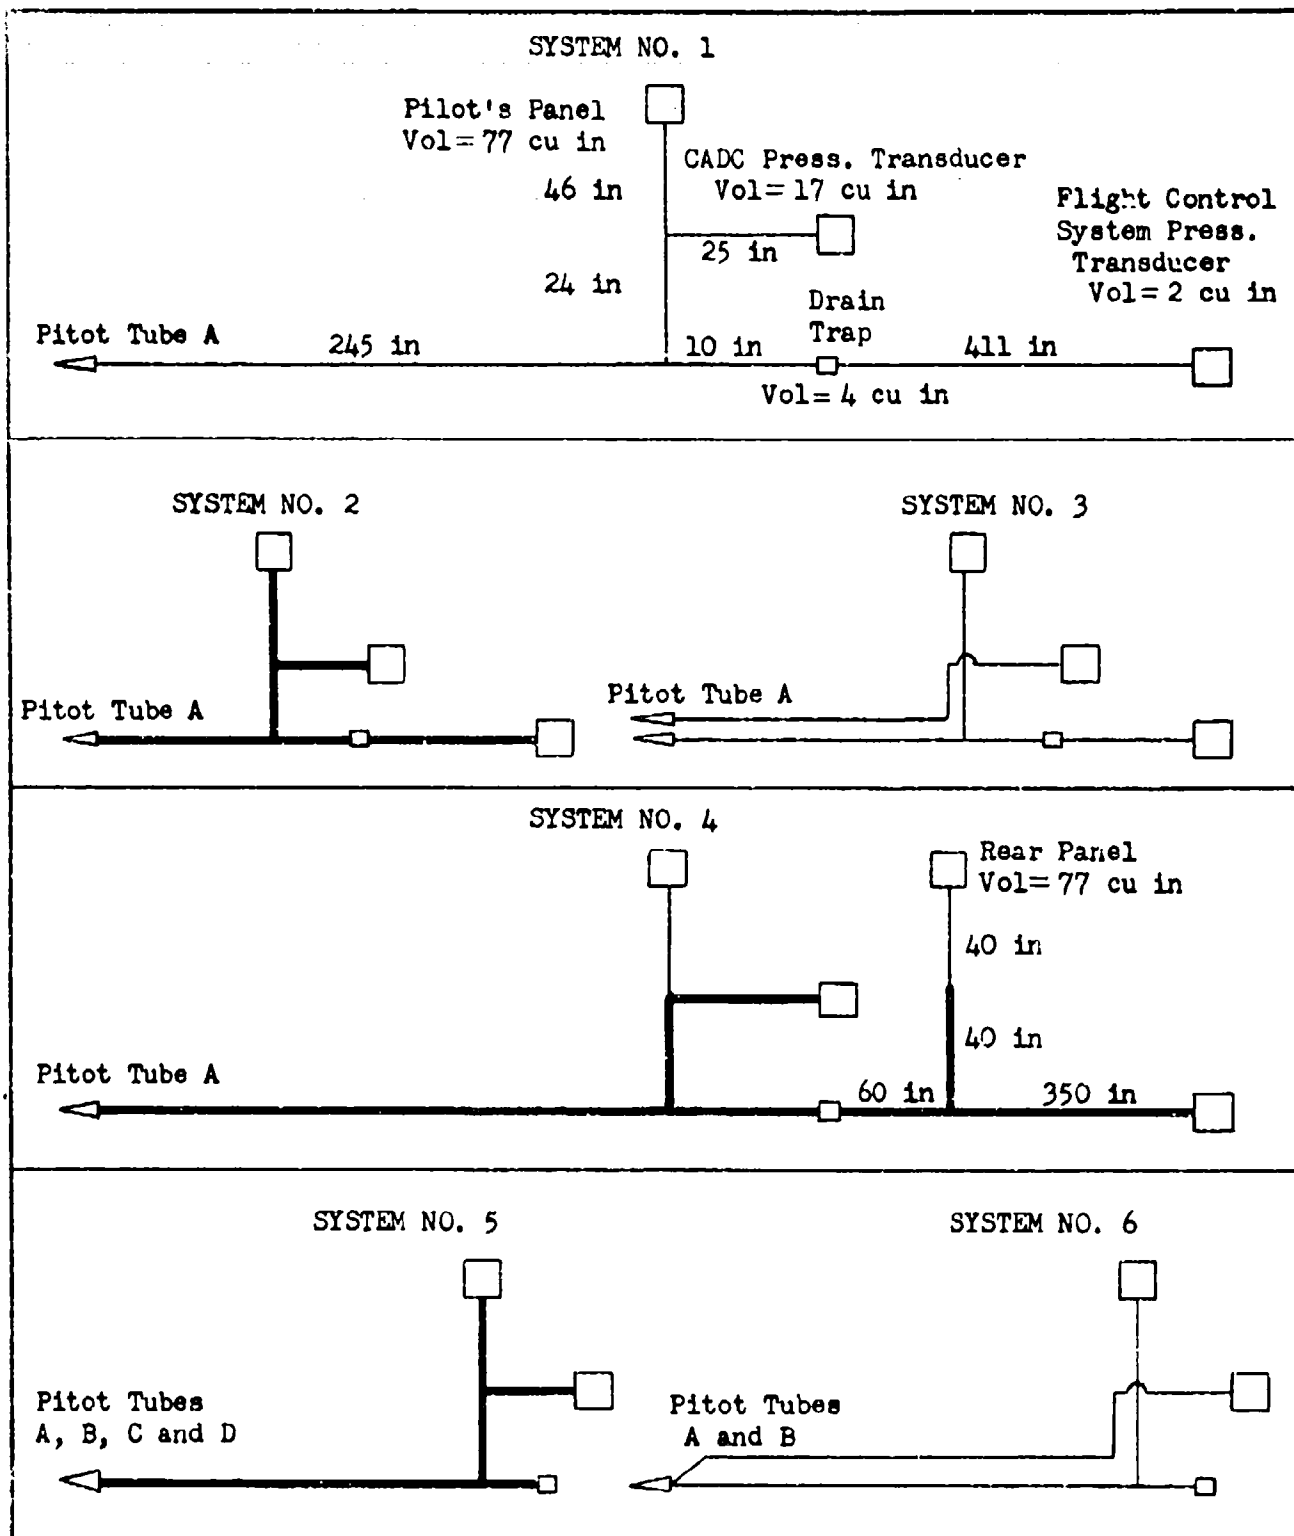 SYSTEM NO. 1
Pilot's Panel
Vol= 77 cu in
46 in
CADC Press. Transducer
Vol= 17 cu in
25 in
Flight Control
System Press.
Transducer
Vol= 2 cu in
24 in
Drain
Trap
Pitot Tube A
245 in
10 in
411 in
Vol= 4 cu in
SYSTEM NO. 2
Pitot Tube A
SYSTEM NO. 3
Pitot Tube A
SYSTEM NO. 4
Rear Panel
Vol= 77 cu in
40 in
40 in
Pitot Tube A
60 in
350 in
SYSTEM NO. 5
Pitot Tubes
A, B, C and D
SYSTEM NO. 6
Pitot Tubes
A and B